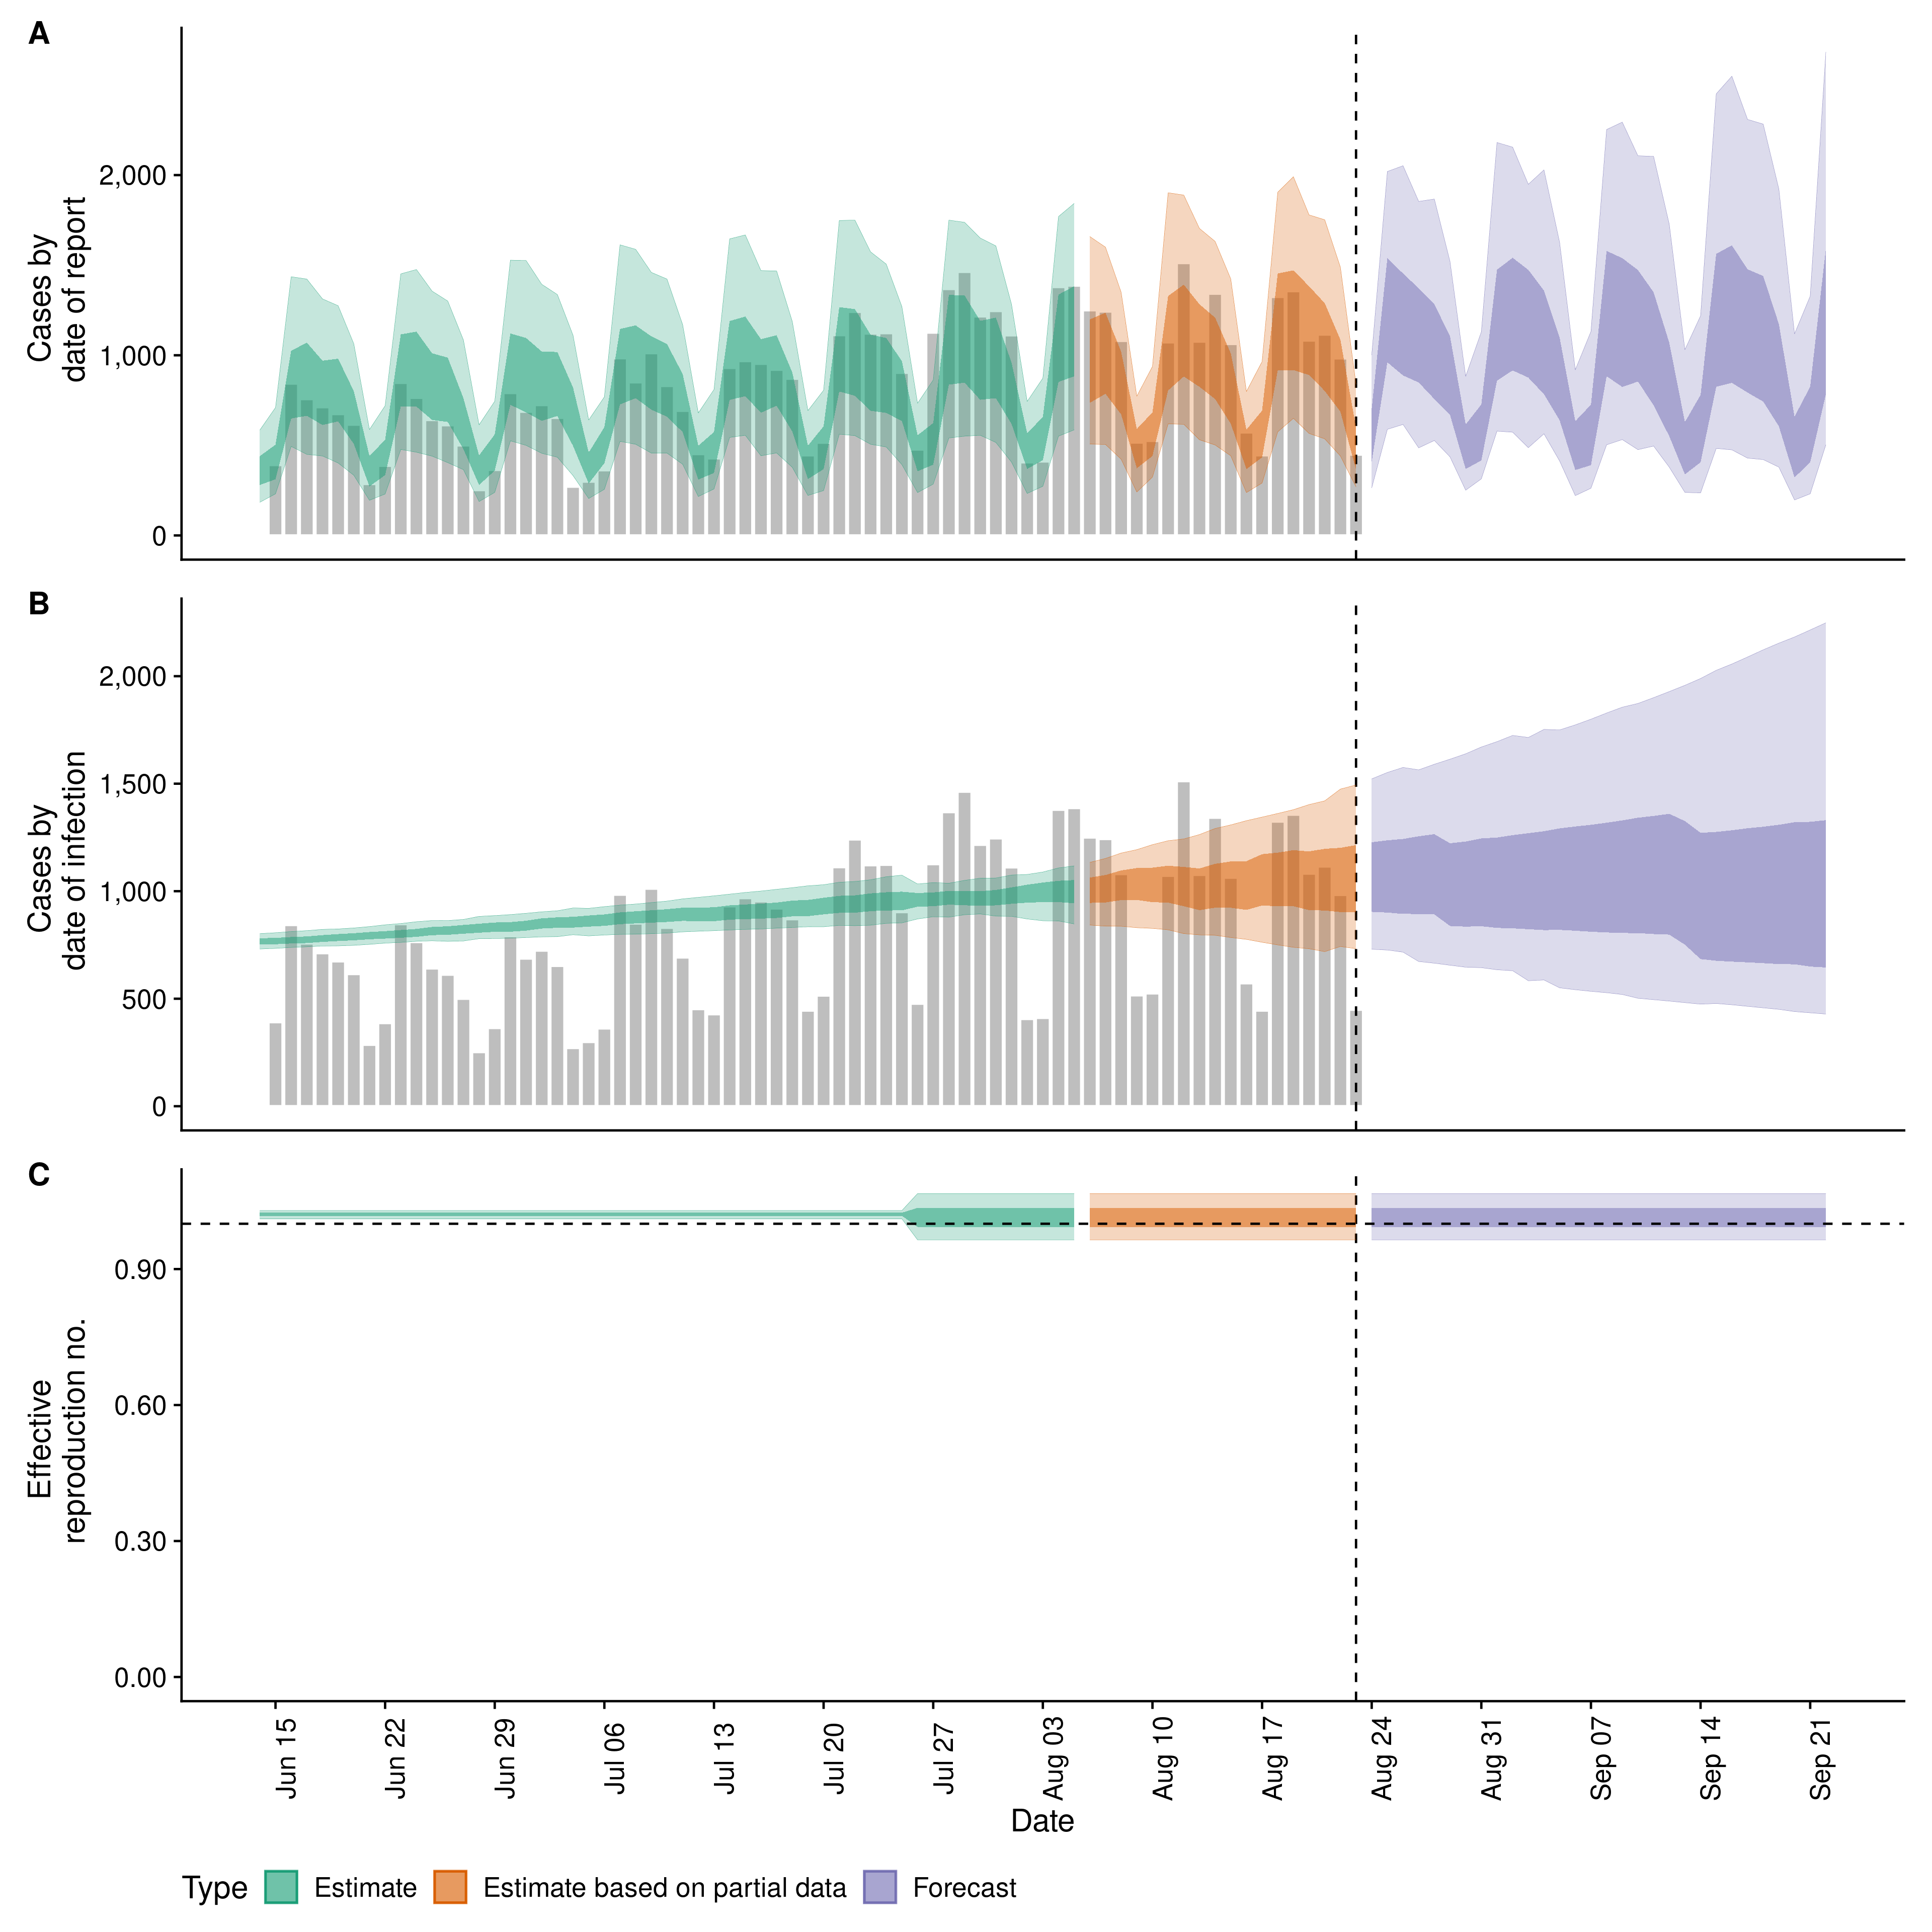 A
Cases by
date of report
2,000
1,000
0
B
Cases by
date of infection
2,000
1,500
1,000
500
0
C
Effective
reproduction no.
0.90
0.60
0.30
0.00
Jun 15
Jun 22
Jun 29
Jul 06
Jul 13
Jul 20
Jul 27
Aug 03
Aug 10
Aug 17
Aug 24
Aug 31
Sep 07
Sep 14
Sep 21
Date
Type
Estimate
Estimate based on partial data
Forecast